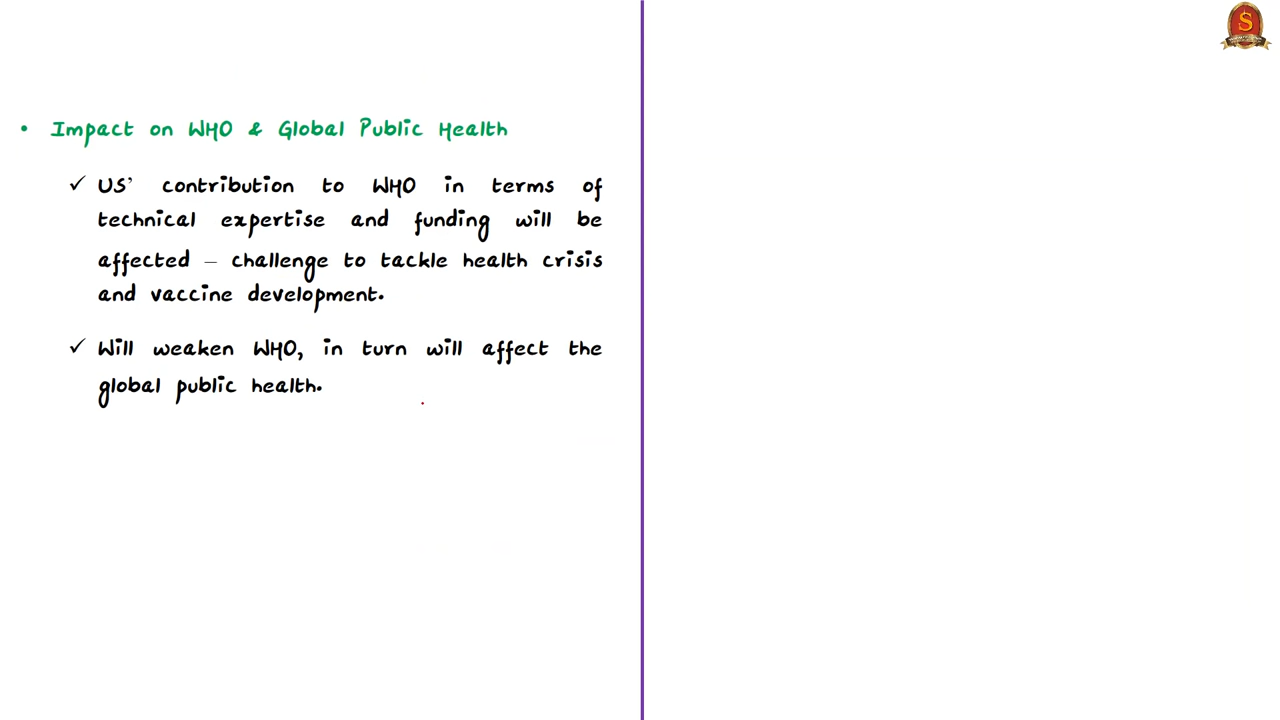 • Impact on WHO & Global Public Health
✓ US' contribution to WHO in terms of
technical expertise and funding will be
affected – challenge to tackle health crisis
and vaccine development.
✓ Will weaken WHO, in turn will affect the
global public health.
S